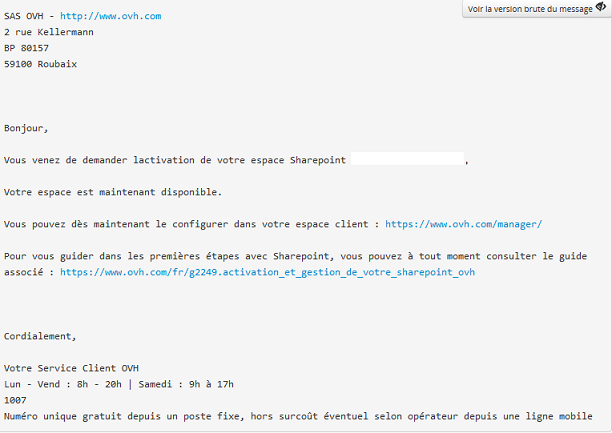 Voir la version brute du message
SAS OVH - http://www.ovh.com
2 rue Kellermann
BP 80157
59100 Roubaix
Bonjour,
Vous venez de demander lactivation de votre espace Sharepoint ,
Votre espace est maintenant disponible.
Vous pouvez dès maintenant le configurer dans votre espace client : https://www.ovh.com/manager/
Pour vous guider dans les premières étapes avec Sharepoint, vous pouvez à tout moment consulter le guide
associé : https://www.ovh.com/fr/g2249.activation_et_gestion_de_votre_sharepoint_ovh
Cordialement,
Votre Service Client OVH
Lun - Vend : 8h - 20h | Samedi : 9h à 17h
1007
Numéro unique gratuit depuis un poste fixe, hors surcoût éventuel selon opérateur depuis une ligne mobile